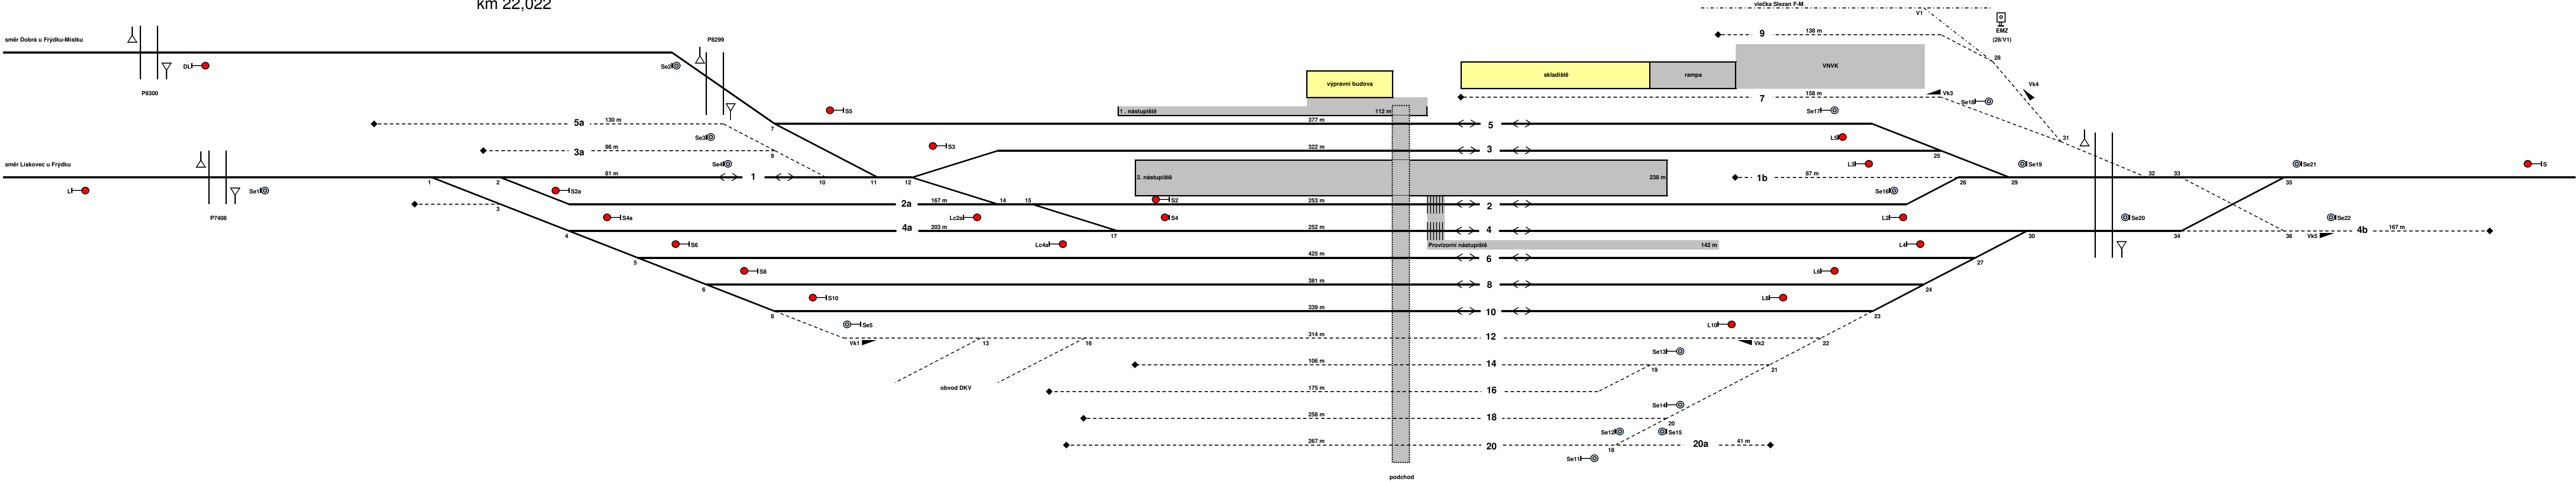 km 22,022
vlečka Slezan F-M
V1
EMZ
(28/V1)
směr Dobrá u Frýdku-Místku
P8299
9
138 m
DL
Se2
P8300
28
výpravní budova
skladiště
rampa
VNVK
Vk4
7
158 m
Vk3
Se18
S5
1 . nástupiště
112 m
Se17
5a
130 m
7
377 m
5
Se3
L5
31
3a
98 m
9
S3
322 m
3
25
směr Lískovec u Frýdku
Se4
L3
Se19
Se21
S
1
2
81 m
1
10
11
12
2. nástupiště
238 m
1b
87 m
26
29
32
33
35
L
Se1
S2a
Se16
P7408
3
2a
167 m
14
15
S2
253 m
2
S4a
Lc2a
S4
L2
Se20
Se22
4
4a
203 m
17
252 m
4
30
34
36
Vk5
4b
167 m
S6
Lc4a
Provizorní nástupiště
142 m
L4
5
425 m
6
27
S8
L6
6
381 m
8
24
S10
L8
8
339 m
10
23
Se5
L10
Vk1
13
16
314 m
12
Vk2
22
Se13
106 m
14
19
21
obvod DKV
175 m
16
Se14
258 m
18
20
Se12
Se15
267 m
20
18
20a
41 m
Se11
podchod